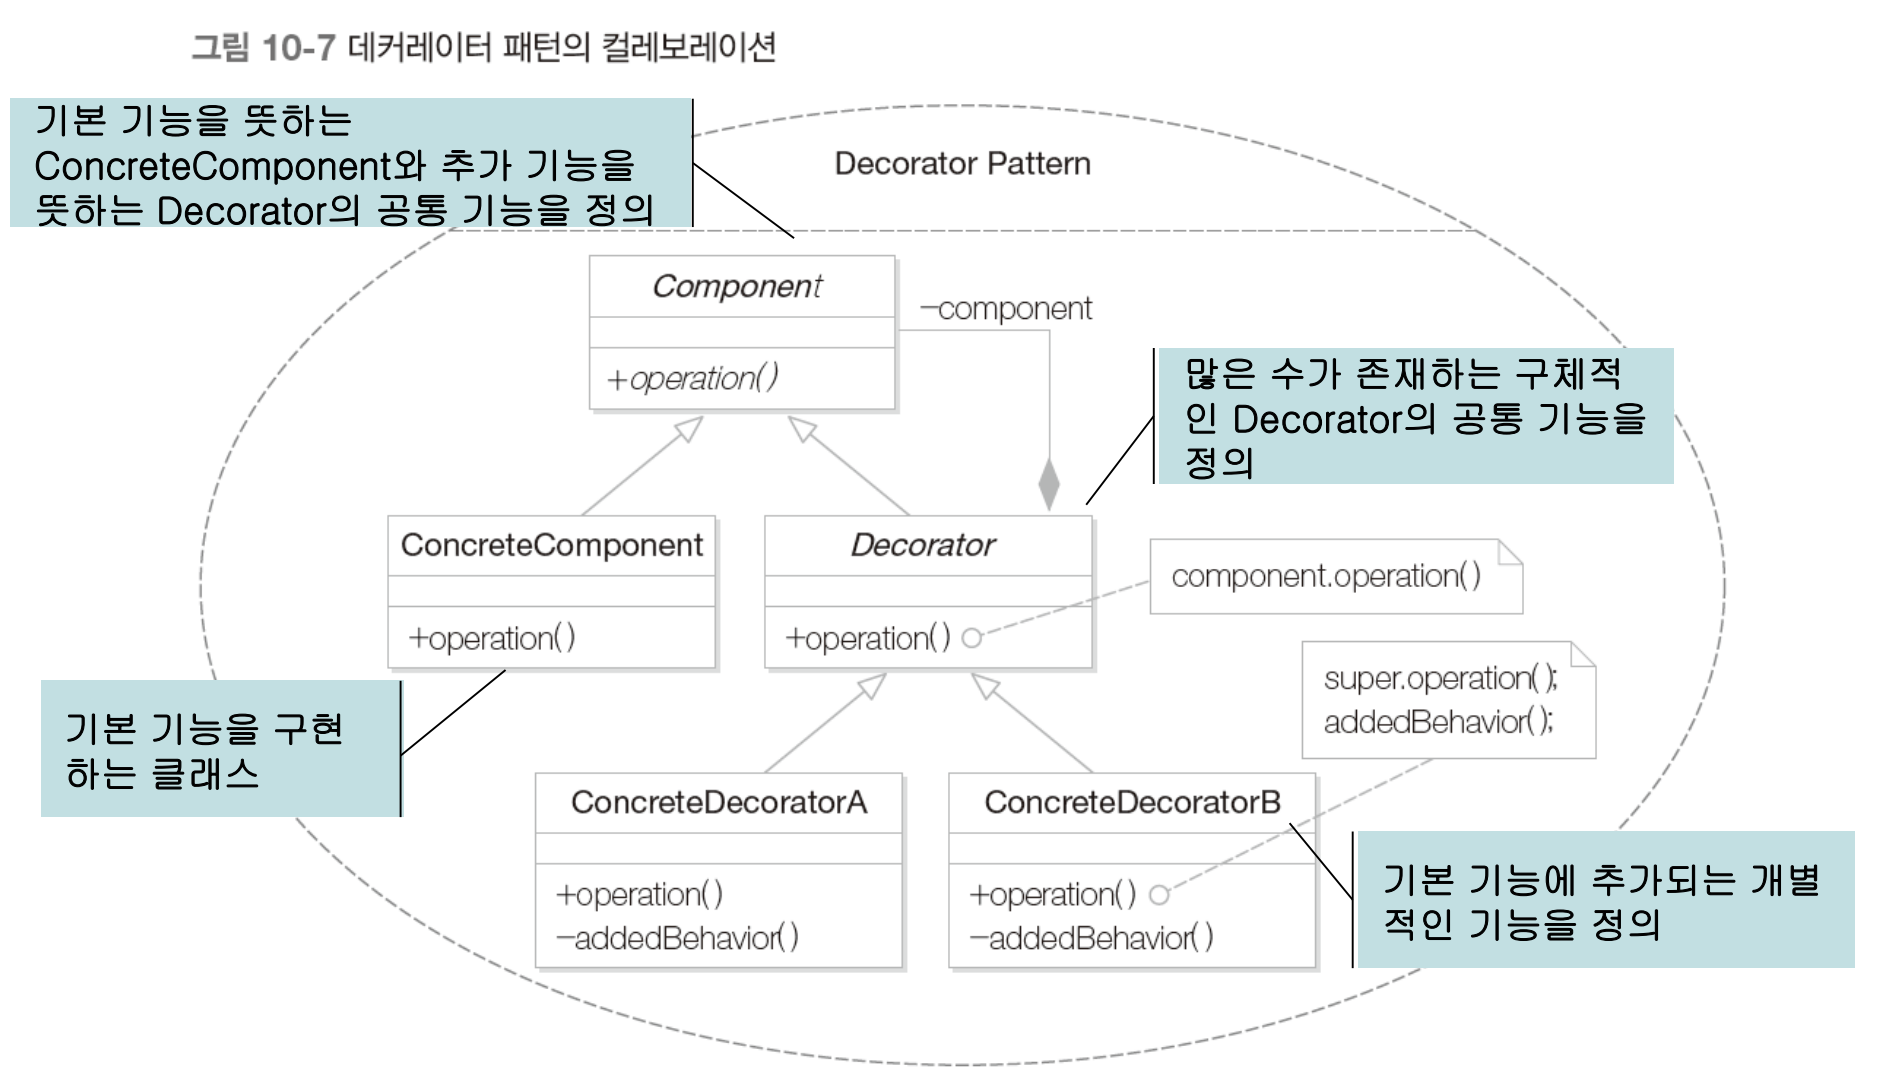 그림 10-7 데커레이터 패턴의 컬레보레이션
기본 기능을 뜻하는
ConcreteComponent와 추가 기능을
뜻하는 Decorator의 공통 기능을 정의
Decorator Pattern
Component
+operation()
–component
많은 수가 존재하는 구체적
인 Decorator의 공통 기능을
정의
ConcreteComponent
+operation()
Decorator
+operation()
component.operation()
super.operation();
addedBehavior();
기본 기능을 구현
하는 클래스
ConcreteDecoratorA
+operation()
–addedBehavior()
ConcreteDecoratorB
+operation()
–addedBehavior()
기본 기능에 추가되는 개별
적인 기능을 정의